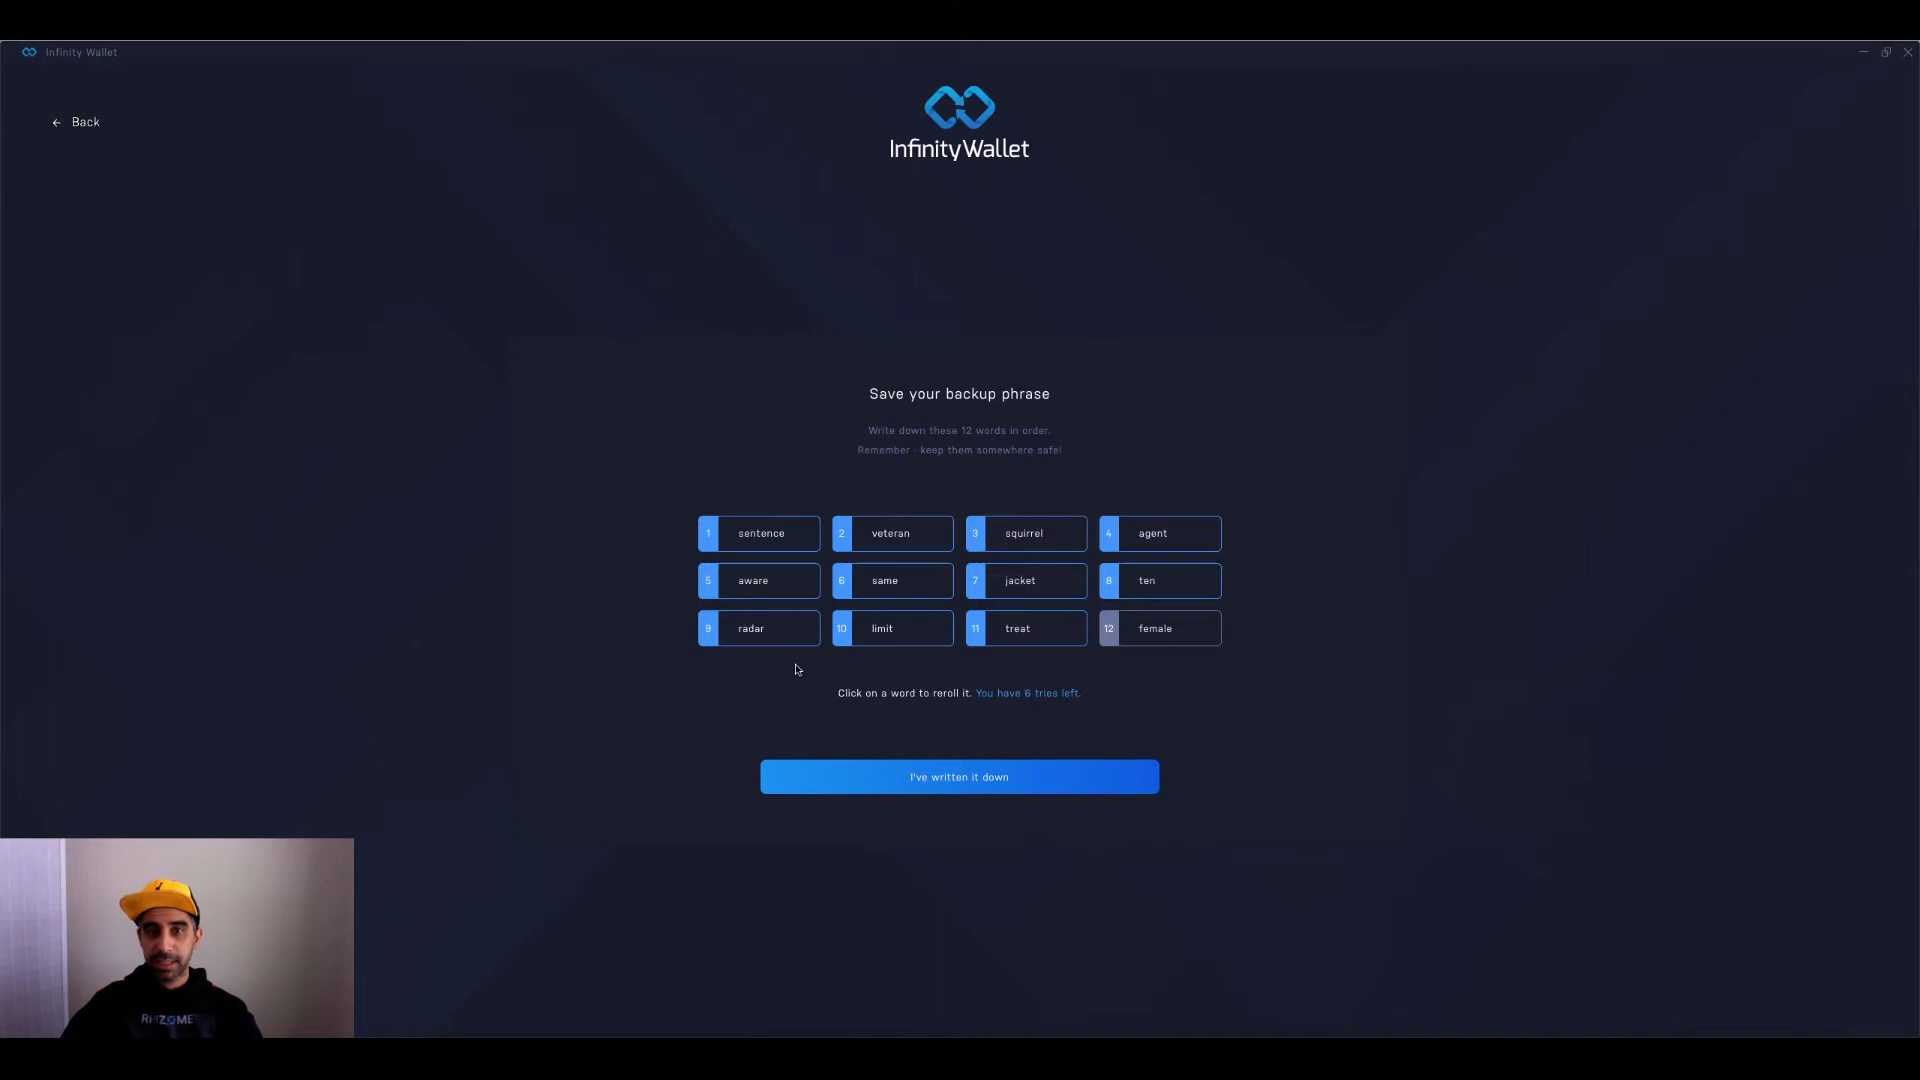 Infinity Wallet
Back
InfinityWallet
Save your backup phrase
Write down these 12 words in order.
Remember - keep them somewhere safe!
1 sentence 2 veteran 3 squirrel 4 agent
5 aware 6 same 7 jacket 8 ten
9 radar 10 limit 11 treat 12 female
Click on a word to reroll it. You have 6 tries left.
I've written it down
RHIZOME